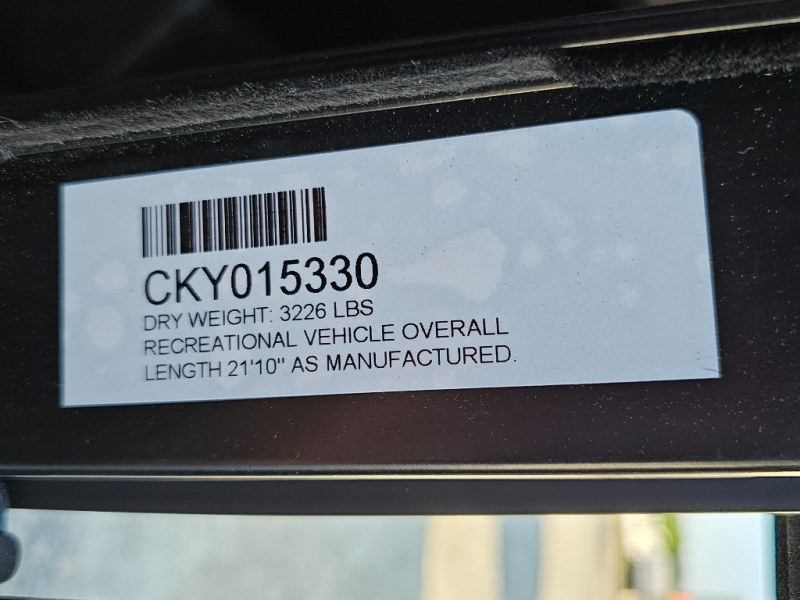 CKY015330
DRY WEIGHT: 3226 LBS
RECREATIONAL VEHICLE OVERALL
LENGTH 21'10" AS MANUFACTURED.